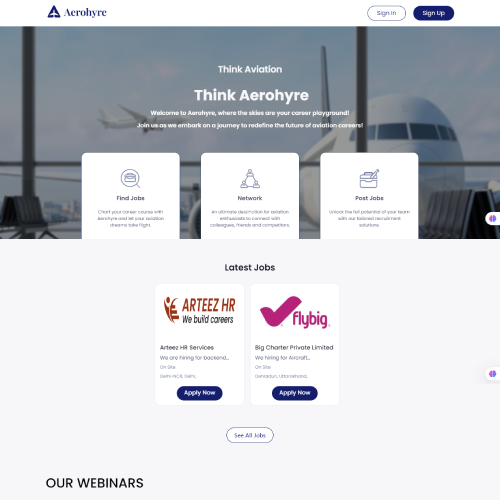 Aerohyre
Sign In
Sign Up
Think Aviation
Think Aerohyre
Welcome to Aerohyre, where the skies are your career playground!
Join us as we embark on a journey to redefine the future of aviation careers!
Find Jobs
Chart your career course with
Aerohyre and let your aviation
dreams take flight.
Network
An ultimate destination for aviation
enthusiasts to connect with
colleagues, friends and competitors.
Post Jobs
Unlock the full potential of your team
with our tailored recruitment
solutions.
Latest Jobs
ARTEEZ HR
We build careers
Arteez HR Services
We are hiring for backend...
On Site
Delhi-NCR, Delhi,
Apply Now
flybig
Big Charter Private Limited
We hiring for Aircraft...
On Site
Dehradun, Uttarakhand,
Apply Now
See All Jobs
OUR WEBINARS